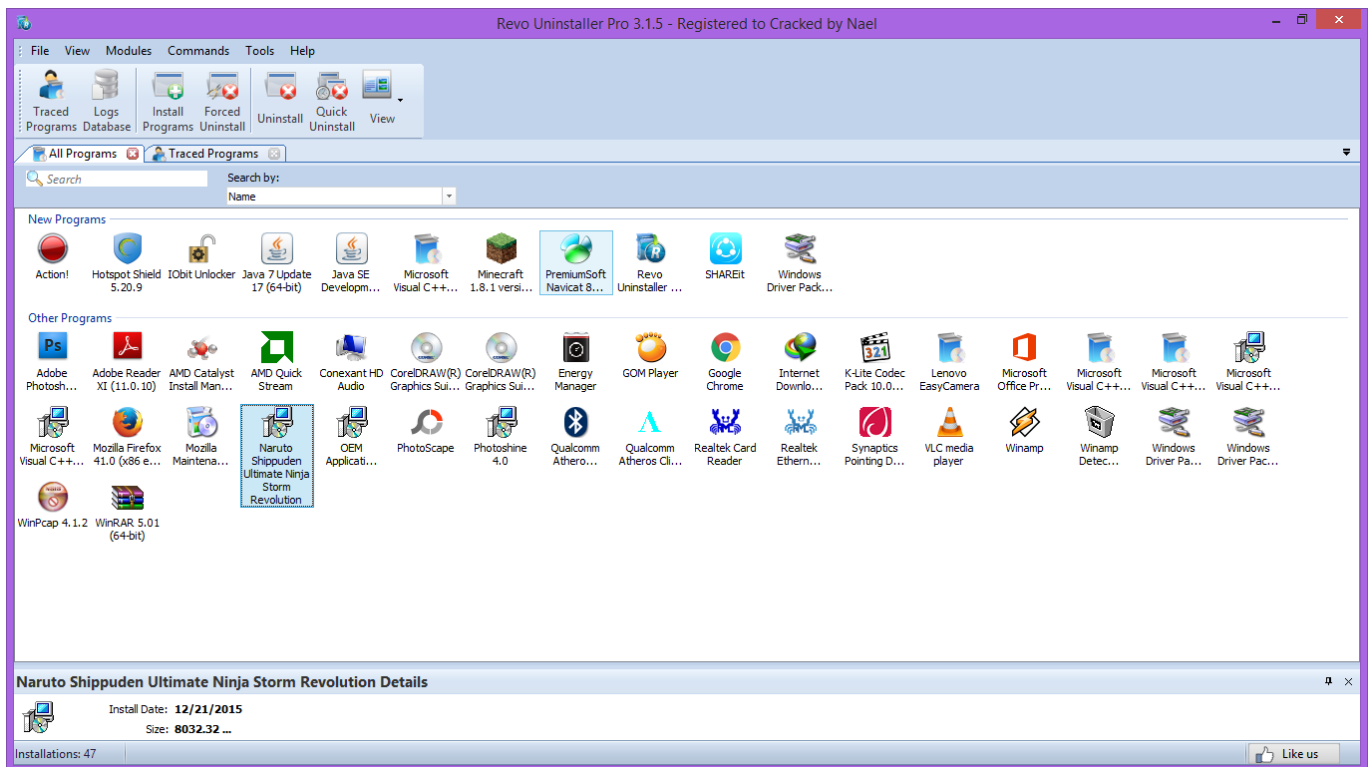 Revo Uninstaller Pro 3.1.5 - Registered to Cracked by Nael
File View Modules Commands Tools Help
Traced Programs
Logs Database
Install Programs
Forced Uninstall
Uninstall
Quick Uninstall
View
All Programs
Traced Programs
Search
Search by:
Name
New Programs
Action!
Hotspot Shield 5.20.9
IObit Unlocker
Java 7 Update 17 (64-bit)
Java SE Developm...
Microsoft Visual C++...
Minecraft 1.8.1 versi...
PremiumSoft Navicat 8...
Revo Uninstaller ...
SHAREit
Windows Driver Pack...
Other Programs
Ps
321
Adobe Photosh...
Adobe Reader XI (11.0.10)
AMD Catalyst Install Man...
AMD Quick Stream
Conexant HD Audio
CorelDRAW(R) Graphics Sui...
CorelDRAW(R) Graphics Sui...
Energy Manager
GOM Player
Google Chrome
Internet Downlo...
K-Lite Codec Pack 10.0...
Lenovo EasyCamera
Microsoft Office Pr...
Microsoft Visual C++...
Microsoft Visual C++...
Microsoft Visual C++...
Microsoft Visual C++...
Mozilla Firefox 41.0 (x86 e...
Mozilla Maintena...
Naruto Shippuden Ultimate Ninja Storm Revolution
OEM Applicati...
PhotoScape
Photoshine 4.0
Qualcomm Athero...
Qualcomm Atheros Cli...
Realtek Card Reader
Realtek Ethern...
Synaptics Pointing D...
VLC media player
Winamp
Winamp Detec...
Windows Driver Pa...
Windows Driver Pac...
WinPcap 4.1.2
WinRAR 5.01 (64-bit)
Naruto Shippuden Ultimate Ninja Storm Revolution Details
Install Date: 12/21/2015
Size: 8032.32 ...
Installations: 47
Like us